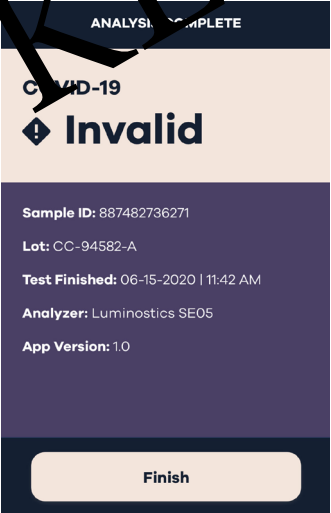 COVID-19
Invalid
Sample ID: 887482736271
Lot: CC-94582-A
Test Finished: 06-15-2020 | 11:42 AM
Analyzer: Luminostics SE05
App Version: 1.0
Finish